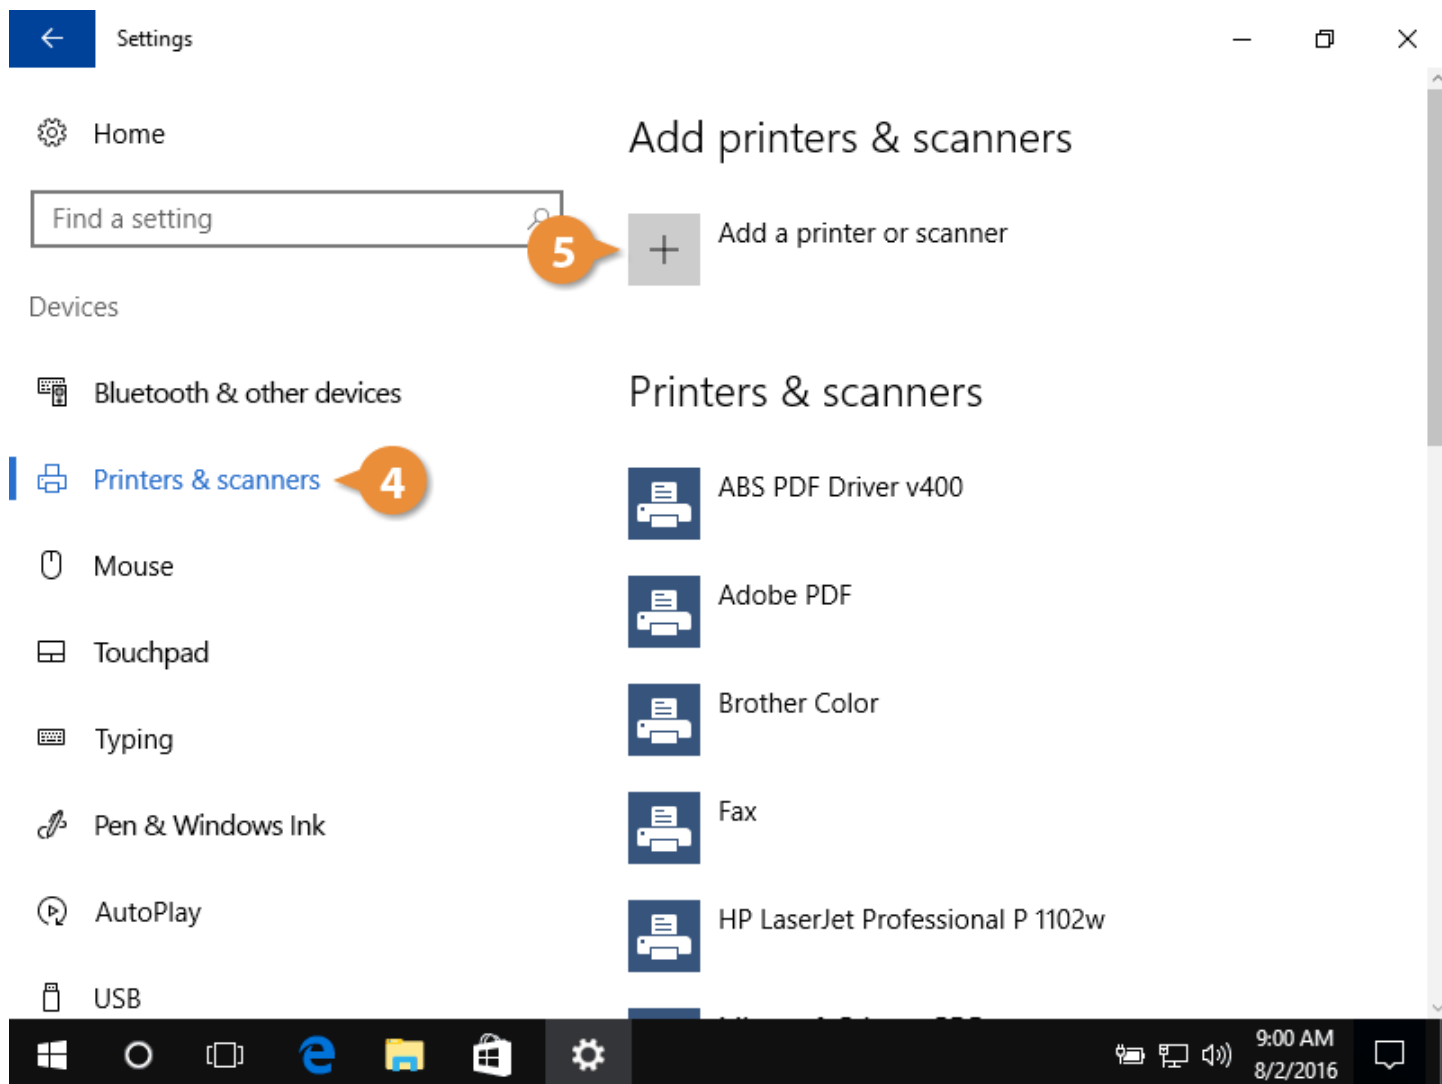 Settings
Home
Find a setting
Devices
Bluetooth & other devices
Printers & scanners
4
Mouse
Touchpad
Typing
Pen & Windows Ink
AutoPlay
USB
Add printers & scanners
5
Add a printer or scanner
Printers & scanners
ABS PDF Driver v400
Adobe PDF
Brother Color
Fax
HP LaserJet Professional P 1102w
9:00 AM
8/2/2016